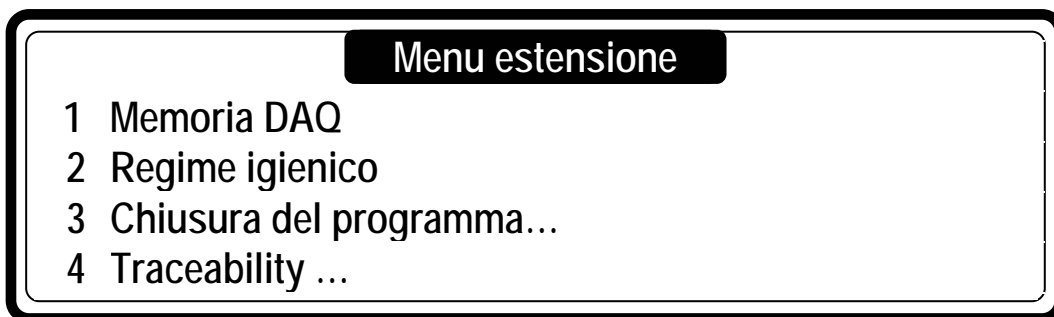 Menu estensione
1 Memoria DAQ
2 Regime igienico
3 Chiusura del programma...
4 Traceability ...